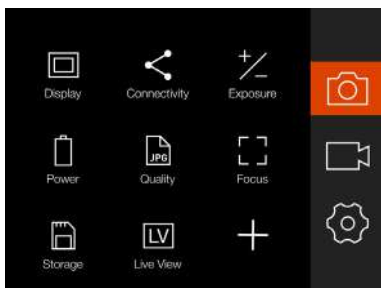 Display
Connectivity
Exposure
Power
JPG
Quality
Focus
Storage
LV
Live View